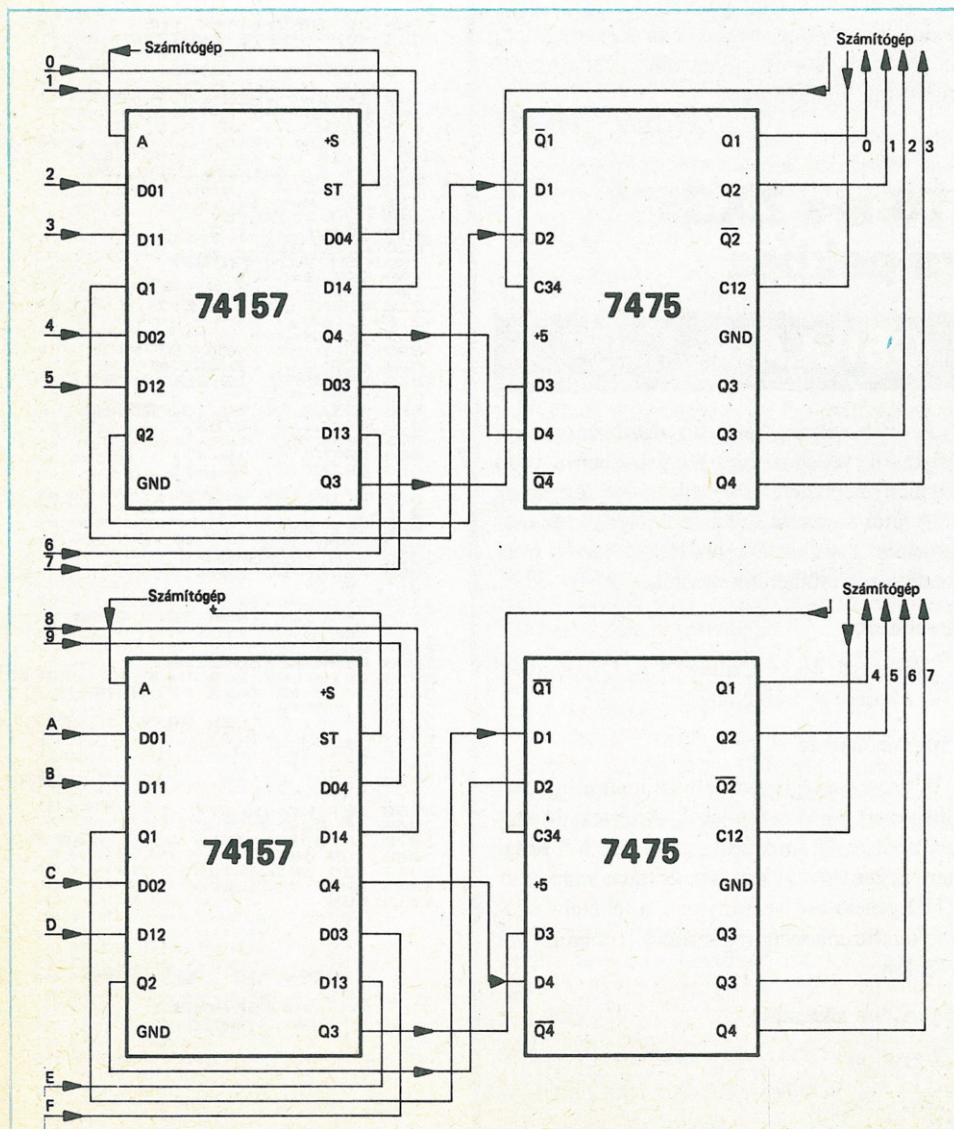 Számítógép
0
1
74157
A
D01
D11
Q1
D02
D12
Q2
GND
+S
ST
D04
D14
Q4
D03
D13
Q3
2
3
4
5
6
7
Számítógép
7475
Q̅1̅
D1
D2
C34
+5
D3
D4
Q̅4̅
Q1
Q2
Q̅2̅
C12
GND
Q3
Q3
Q4
0 1 2 3
Számítógép
8
9
74157
A
D01
D11
Q1
D02
D12
Q2
GND
+S
ST
D04
D14
Q4
D03
D13
Q3
A
B
C
D
E
F
Számítógép
7475
Q̅1̅
D1
D2
C34
+5
D3
D4
Q̅4̅
Q1
Q2
Q̅2̅
C12
GND
Q3
Q3
Q4
4 5 6 7